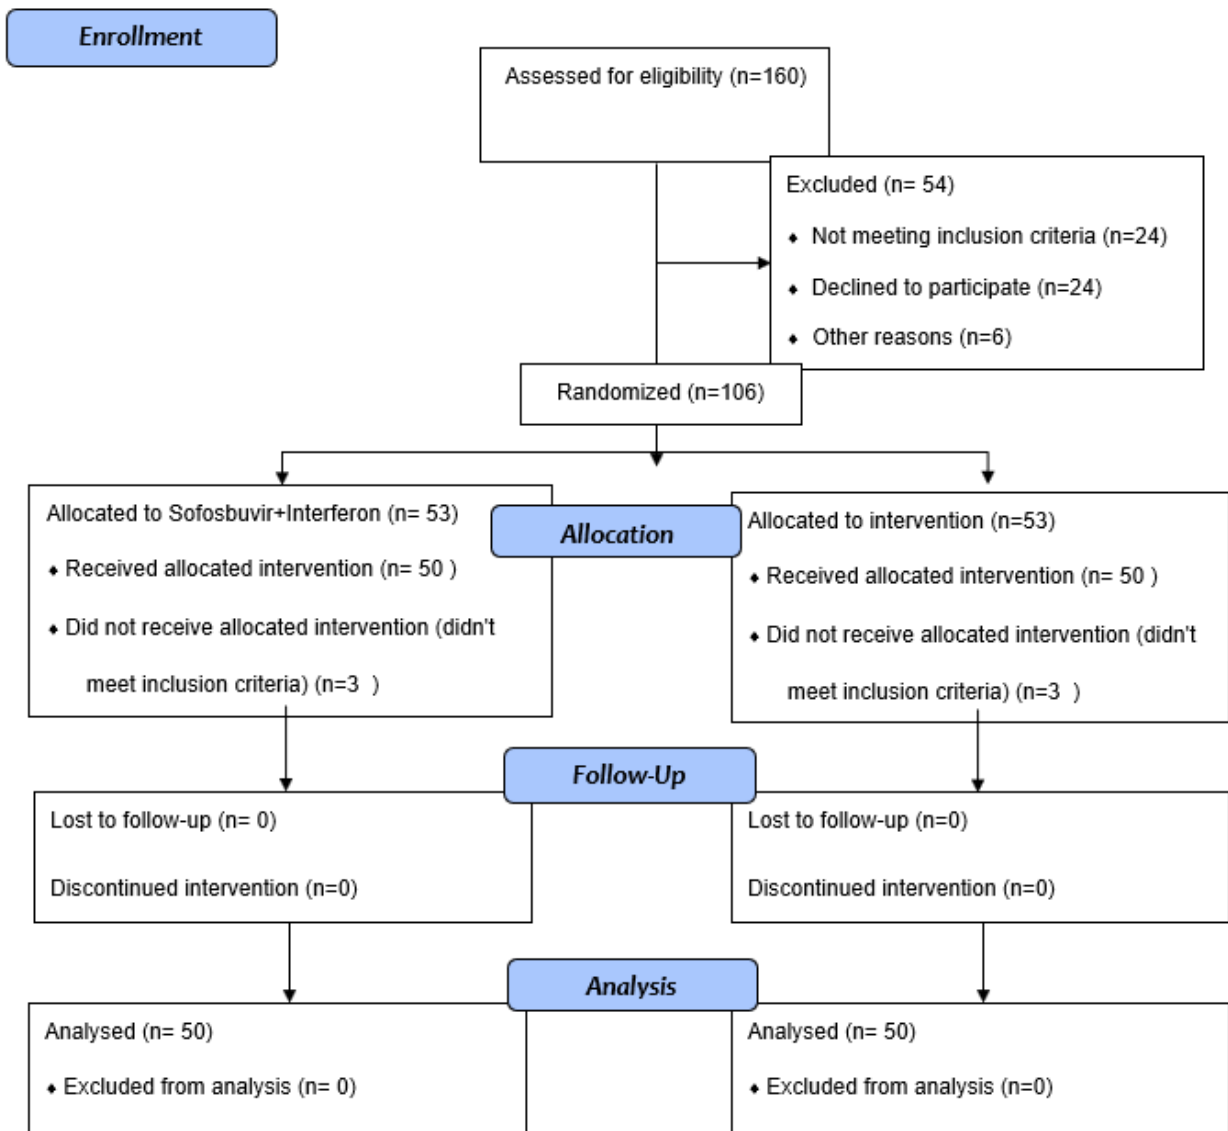 Enrollment
Assessed for eligibility (n=160)
Excluded (n= 54)
♦ Not meeting inclusion criteria (n=24)
♦ Declined to participate (n=24)
♦ Other reasons (n=6)
Randomized (n=106)
Allocation
Allocated to Sofosbuvir+Interferon (n= 53)
♦ Received allocated intervention (n= 50 )
♦ Did not receive allocated intervention (didn't
meet inclusion criteria) (n=3 )
Allocated to intervention (n=53)
♦ Received allocated intervention (n= 50 )
♦ Did not receive allocated intervention (didn't
meet inclusion criteria) (n=3 )
Follow-Up
Lost to follow-up (n= 0)
Discontinued intervention (n=0)
Lost to follow-up (n=0)
Discontinued intervention (n=0)
Analysis
Analysed (n= 50)
♦ Excluded from analysis (n= 0)
Analysed (n= 50)
♦ Excluded from analysis (n=0)